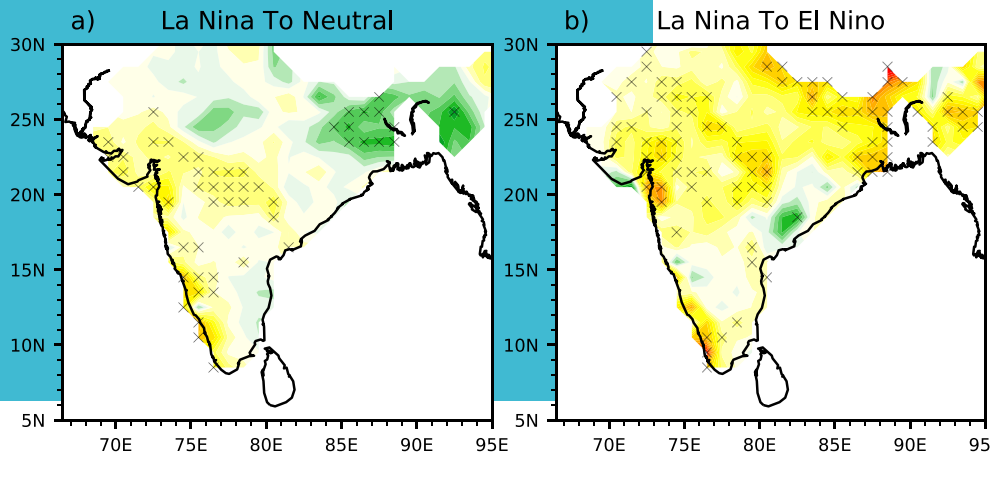 a) La Nina To Neutral
b) La Nina To El Nino
30N
25N
20N
15N
10N
5N
70E 75E 80E 85E 90E 95E
30N
25N
20N
15N
10N
5N
70E 75E 80E 85E 90E 95